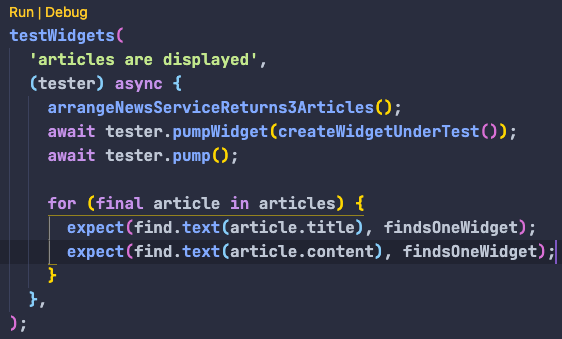 Run | Debug
testWidgets(
  'articles are displayed',
  (tester) async {
    arrangeNewsServiceReturns3Articles();
    await tester.pumpWidget(createWidgetUnderTest());
    await tester.pump();

    for (final article in articles) {
      expect(find.text(article.title), findsOneWidget);
      expect(find.text(article.content), findsOneWidget);
    }
  },
);